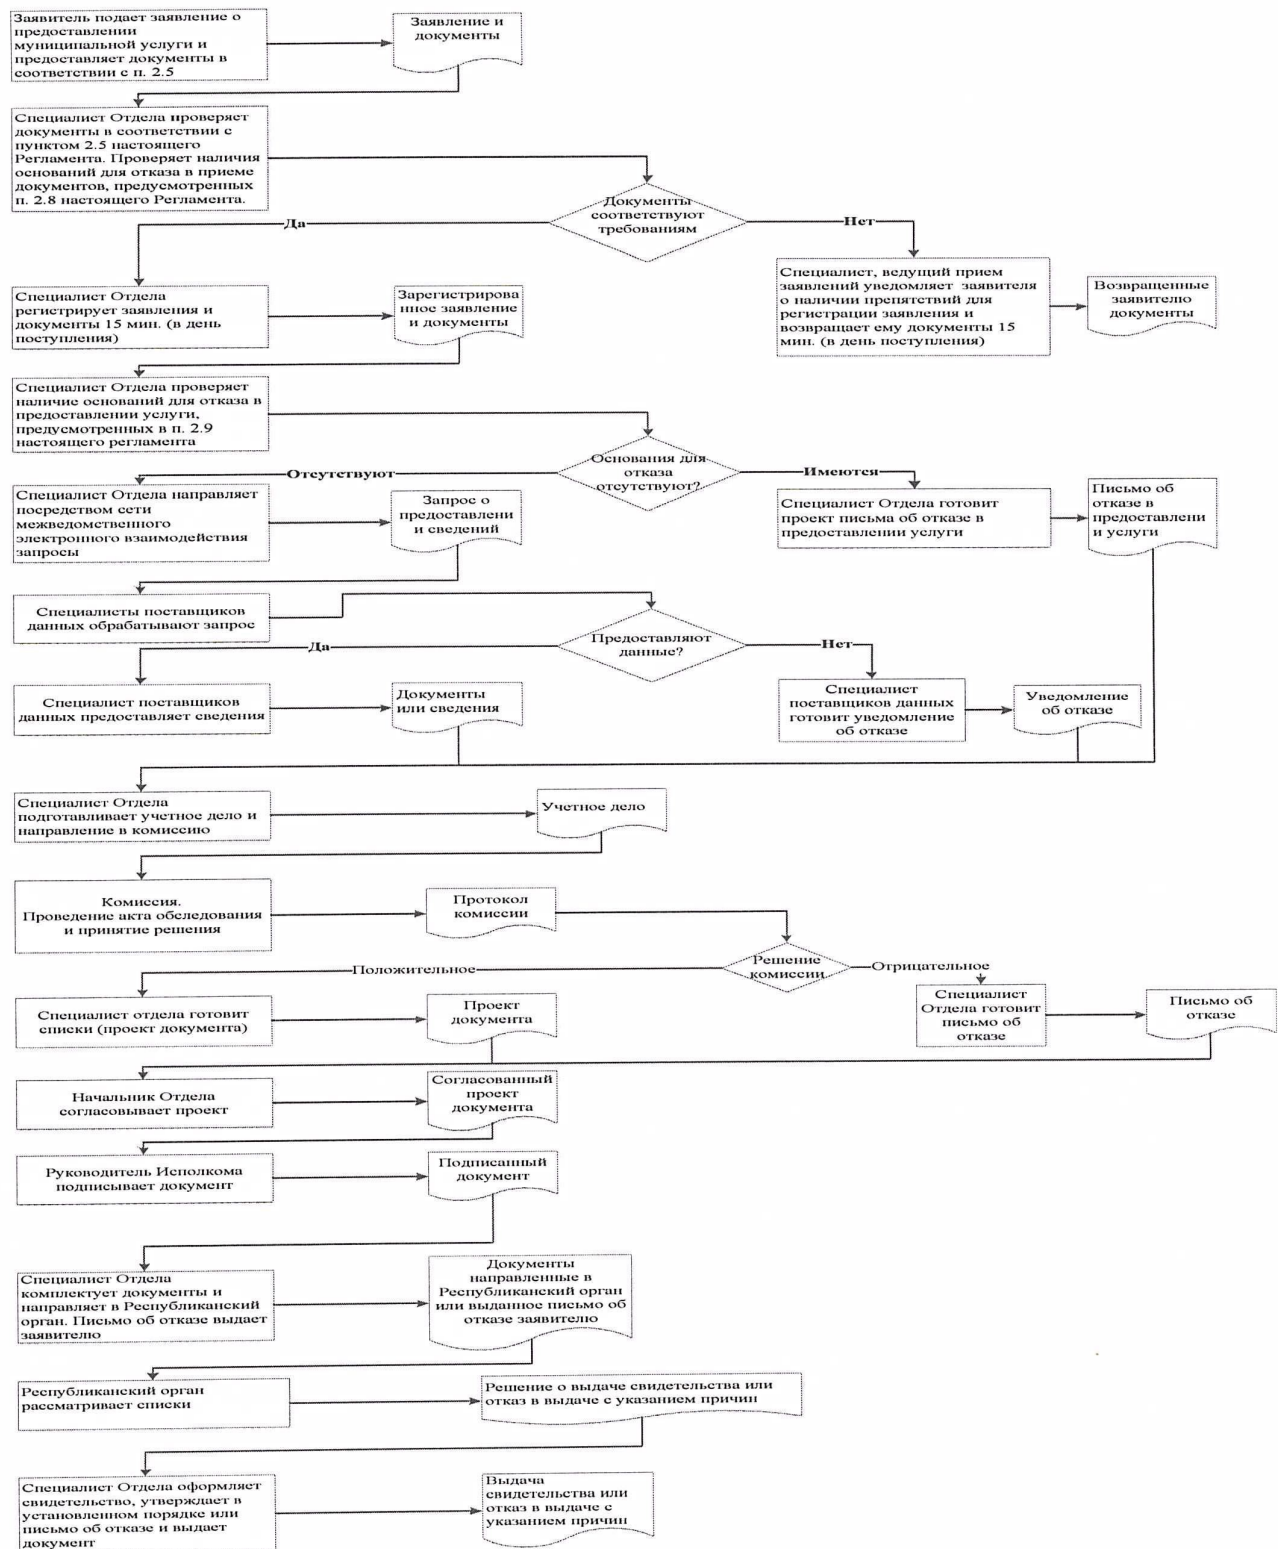 Заявитель подает заявление о
предоставлении
муниципальной услуги и
предоставляет документы в
соответствии с п. 2.5
Заявление и
документы
Специалист Отдела проверяет
документы в соответствии с
пунктом 2.5 настоящего
Регламента. Проверяет наличия
оснований для отказа в приеме
документов, предусмотренных
п. 2.8 настоящего Регламента.
Документы
соответствуют
требованиям
Да
Нет
Специалист Отдела
регистрирует заявления и
документы 15 мин. (в день
поступления)
Зарегистрирова
нное заявление
и документы
Специалист, ведущий прием
заявлений уведомляет заявителя
о наличии препятствий для
регистрации заявления и
возвращает ему документы 15
мин. (в день поступления)
Возвращенные
заявителю
документы
Специалист Отдела проверяет
наличие оснований для отказа в
предоставлении услуги,
предусмотренных в п. 2.9
настоящего регламента
Основания для
отказа
отсутствуют?
Отсутствуют
Имеются
Специалист Отдела направляет
посредством сети
межведомственного
электронного взаимодействия
запросы
Запрос о
предоставлени
и сведений
Специалист Отдела готовит
проект письма об отказе в
предоставлении услуги
Письмо об
отказе в
предоставлени
и услуги
Специалисты поставщиков
данных обрабатывают запрос
Предоставляют
данные?
Да
Нет
Специалист поставщиков
данных предоставляет сведения
Документы
или сведения
Специалист
поставщиков данных
готовит уведомление
об отказе
Уведомление
об отказе
Специалист Отдела
подготавливает учетное дело и
направление в комиссию
Учетное дело
Комиссия.
Проведение акта обследования
и принятие решения
Протокол
комиссии
Решение
комиссии
Положительное
Отрицательное
Специалист отдела готовит
списки (проект документа)
Проект
документа
Специалист
Отдела готовит
письмо об
отказе
Письмо об
отказе
Начальник Отдела
согласовывает проект
Согласованный
проект
документа
Руководитель Исполкома
подписывает документ
Подписанный
документ
Специалист Отдела
комплектует документы и
направляет в Республиканский
орган. Письмо об отказе выдает
заявителю
Документы
направленные в
Республиканский орган
или выданное письмо об
отказе заявителю
Республиканский орган
рассматривает списки
Решение о выдаче свидетельства или
отказ в выдаче с указанием причин
Специалист Отдела оформляет
свидетельство, утверждает в
установленном порядке или
письмо об отказе и выдает
документ
Выдача
свидетельства или
отказ в выдаче с
указанием причин